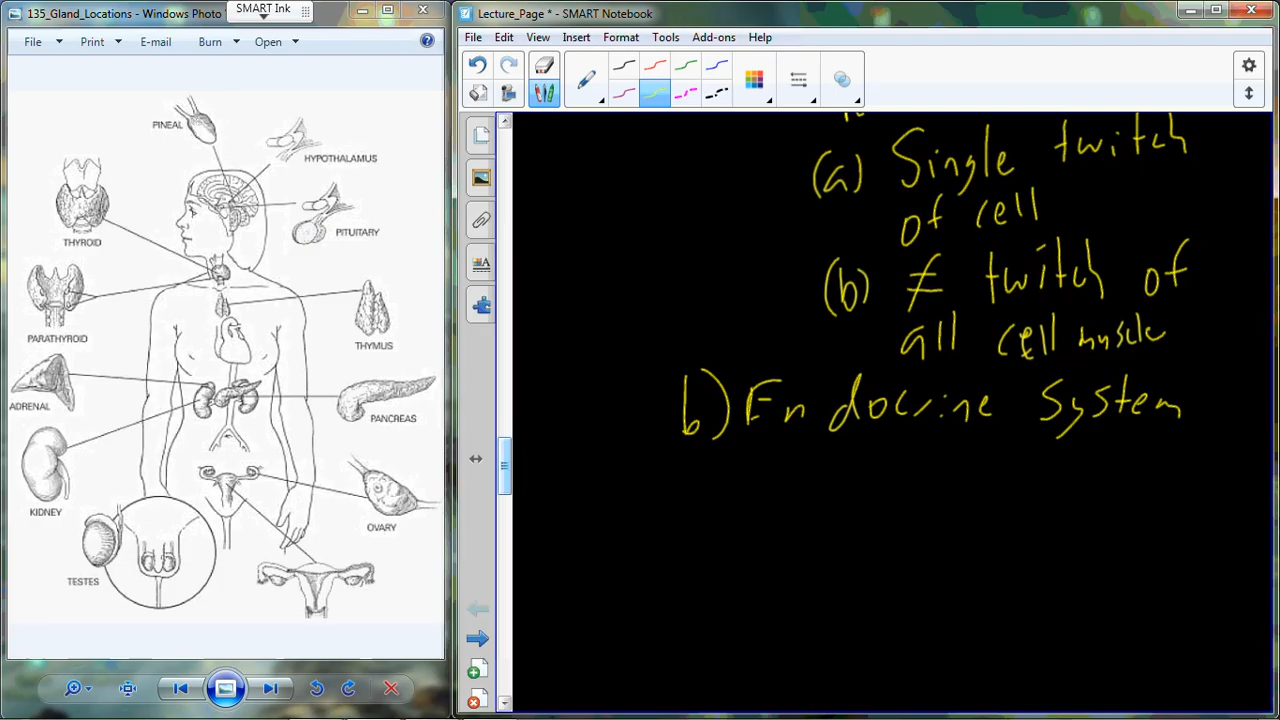 135_Gland_Locations - Windows Photo
SMART Ink
File Print E-mail Burn Open
PINEAL
HYPOTHALAMUS
PITUITARY
THYROID
PARATHYROID
THYMUS
ADRENAL
PANCREAS
KIDNEY
OVARY
TESTES
Lecture_Page * - SMART Notebook
File Edit View Insert Format Tools Add-ons Help
(a) Single twitch
of cell
(b) ≠ twitch of
all cell muscle
b) Endocrine System